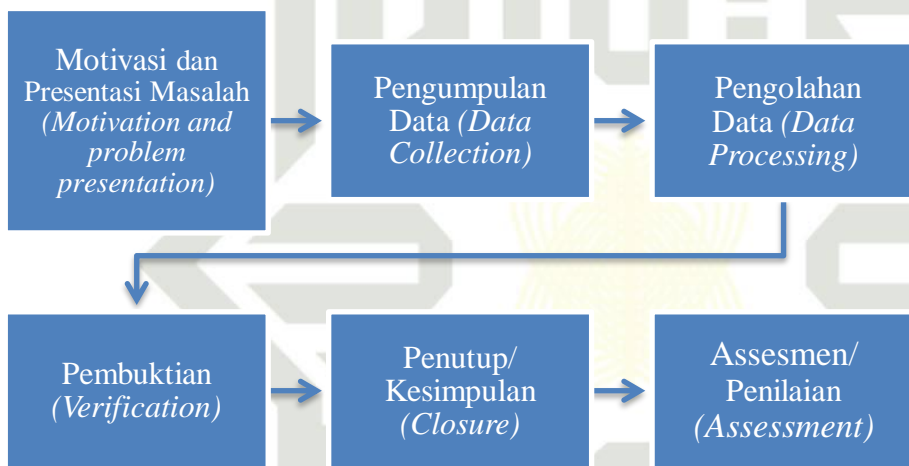 Motivasi dan
Presentasi Masalah
(Motivation and
problem
presentation)
Pengumpulan
Data (Data
Collection)
Pengolahan
Data (Data
Processing)
Pembuktian
(Verification)
Penutup/
Kesimpulan
(Closure)
Assesmen/
Penilaian
(Assessment)